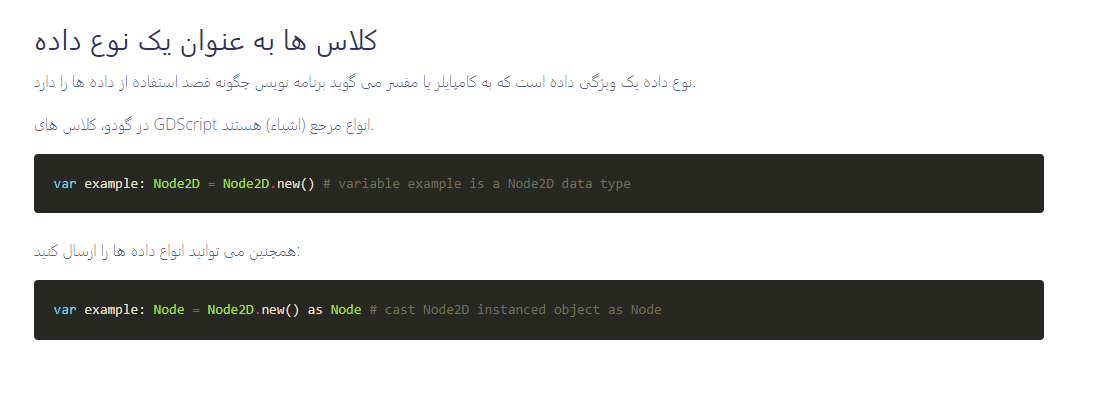 کلاس ها به عنوان یک نوع داده
نوع داده یک ویژگی داده است که به کامپایلر یا مفسر می گوید برنامه نویس چگونه قصد استفاده از داده ها را دارد.
در گودو، کلاس های GDScript انواع مرجع (اشیاء) هستند.
var example: Node2D = Node2D.new() # variable example is a Node2D data type
همچنین می توانید انواع داده ها را ارسال کنید:
var example: Node = Node2D.new() as Node # cast Node2D instanced object as Node